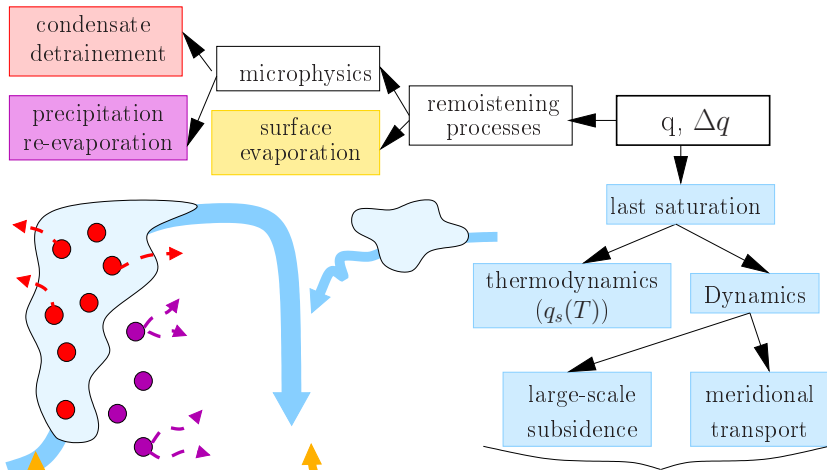 condensate
detrainement
microphysics
precipitation
re-evaporation
surface
evaporation
remoistening
processes
q, Δq
last saturation
thermodynamics
(q_s(T))
Dynamics
large-scale
subsidence
meridional
transport